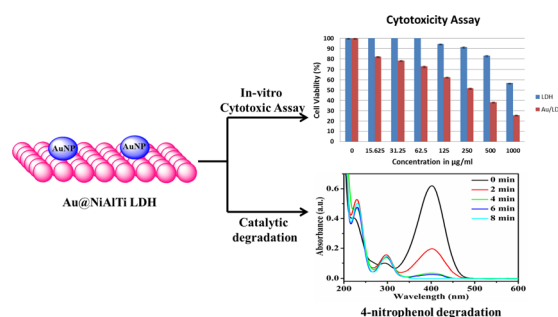 AuNP
AuNP
Au@NiAlTi LDH
In-vitro
Cytotoxic Assay
Catalytic
degradation
Cytotoxicity Assay
Cell Viability (%)
100
90
80
70
60
50
40
30
20
10
0
0 15.625 31.25 62.5 125 250 500 1000
Concentration in µg/ml
LDH
Au/LD
Absorbance (a.u.)
0.6
0.4
0.2
0.0
0 min
2 min
4 min
6 min
8 min
200 300 400 500 600
Wavelength (nm)
4-nitrophenol degradation